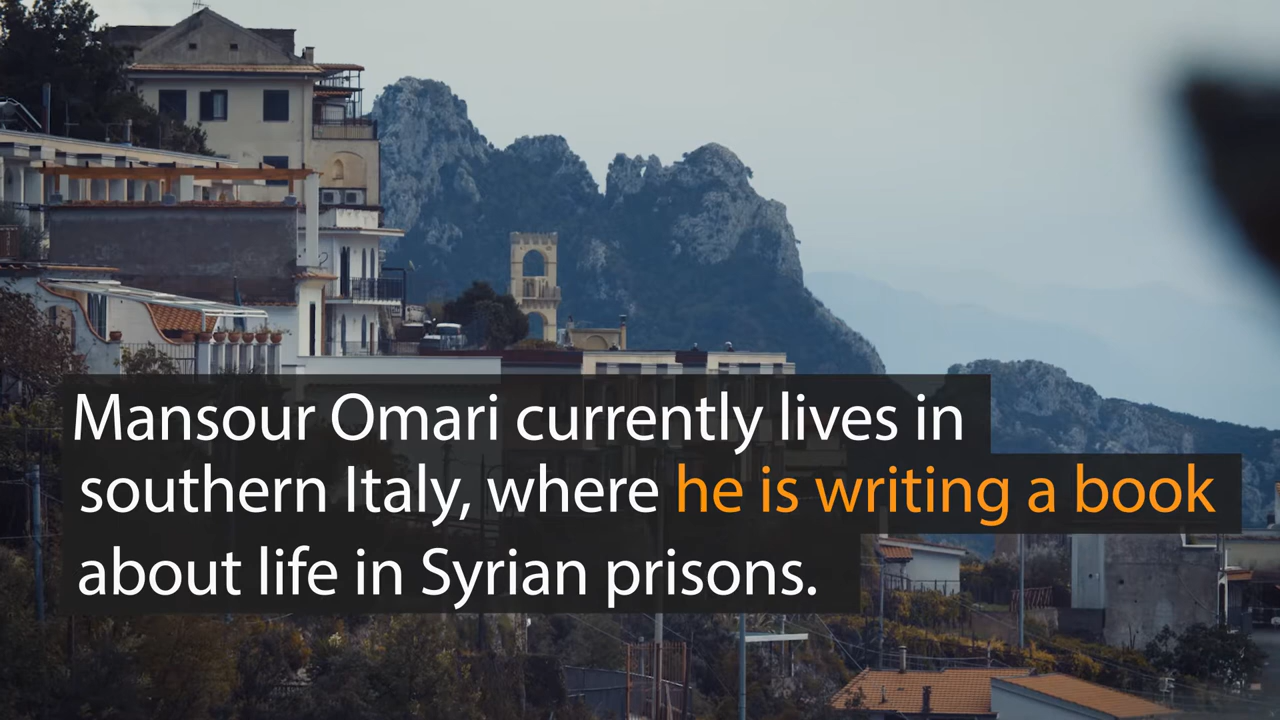 Mansour Omari currently lives in
southern Italy, where he is writing a book
about life in Syrian prisons.